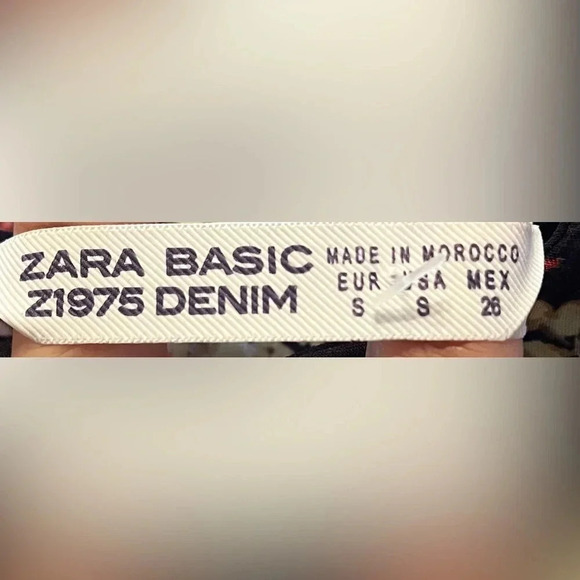 ZARA BASIC
Z1975 DENIM
MADE IN MOROCCO
EUR USA MEX
S S 26